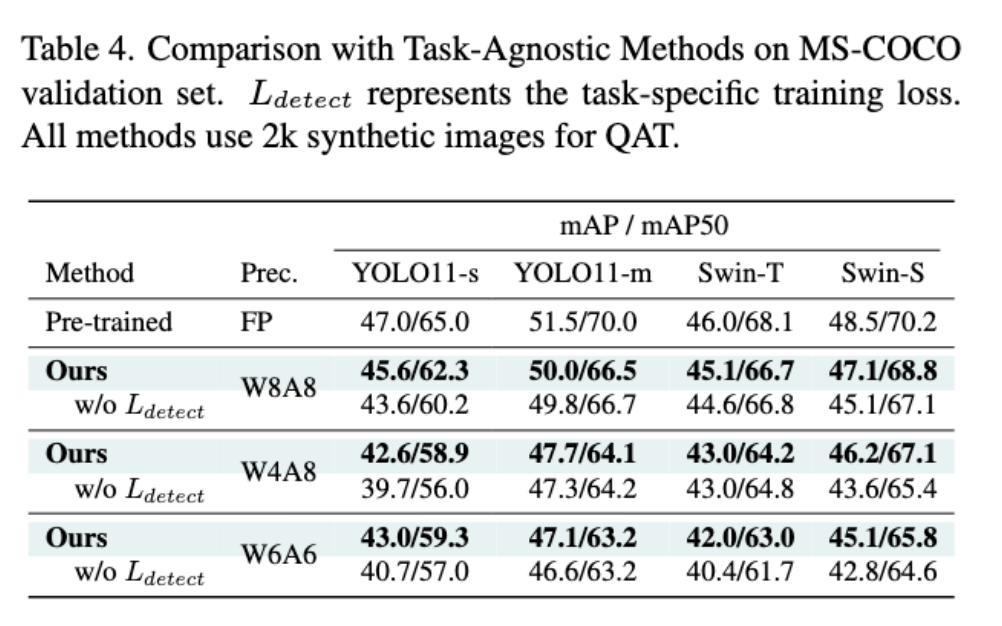 Table 4. Comparison with Task-Agnostic Methods on MS-COCO
validation set. L_detect represents the task-specific training loss.
All methods use 2k synthetic images for QAT.
mAP / mAP50
Method Prec. YOLO11-s YOLO11-m Swin-T Swin-S
Pre-trained FP 47.0/65.0 51.5/70.0 46.0/68.1 48.5/70.2
Ours W8A8 45.6/62.3 50.0/66.5 45.1/66.7 47.1/68.8
w/o L_detect 43.6/60.2 49.8/66.7 44.6/66.8 45.1/67.1
Ours W4A8 42.6/58.9 47.7/64.1 43.0/64.2 46.2/67.1
w/o L_detect 39.7/56.0 47.3/64.2 43.0/64.8 43.6/65.4
Ours W6A6 43.0/59.3 47.1/63.2 42.0/63.0 45.1/65.8
w/o L_detect 40.7/57.0 46.6/63.2 40.4/61.7 42.8/64.6